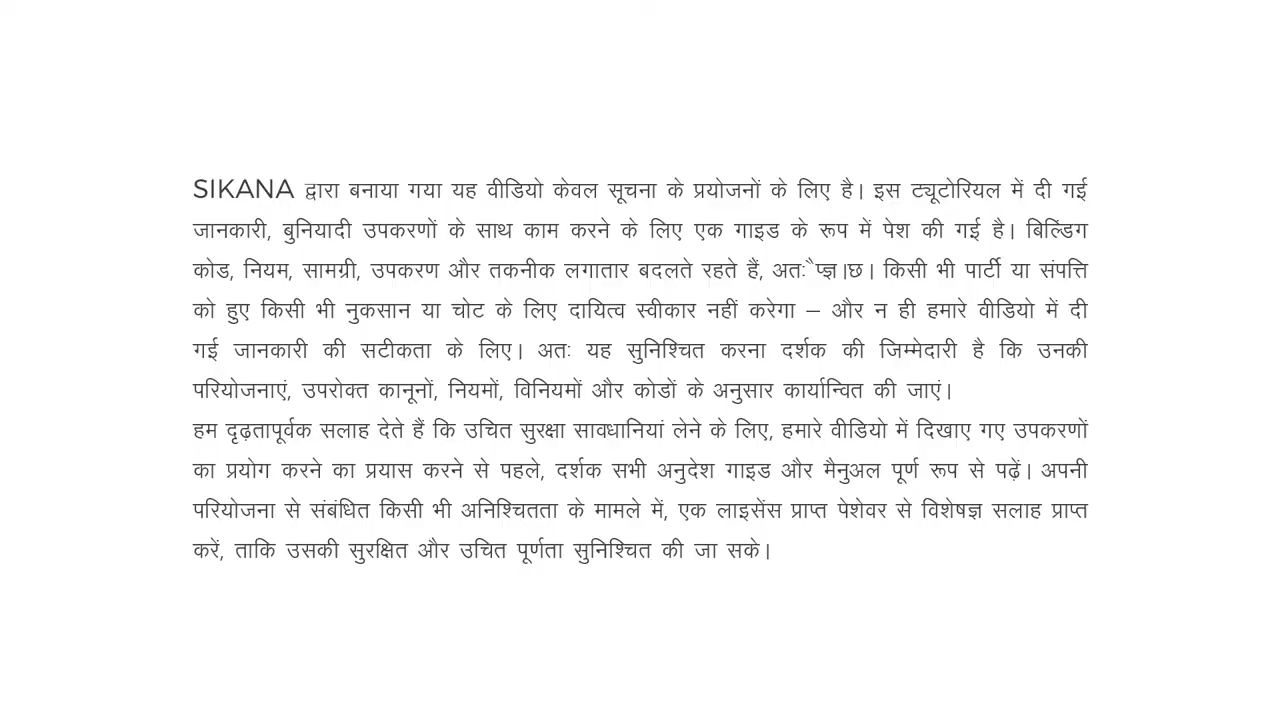 SIKANA द्वारा बनाया गया यह वीडियो केवल सूचना के प्रयोजनों के लिए है। इस ट्यूटोरियल में दी गई
जानकारी, बुनियादी उपकरणों के साथ काम करने के लिए एक गाइड के रूप में पेश की गई है। बिल्डिंग
कोड, नियम, सामग्री, उपकरण और तकनीक लगातार बदलते रहते हैं, अतःैप्ज्ञ।छ। किसी भी पार्टी या संपत्ति
को हुए किसी भी नुकसान या चोट के लिए दायित्व स्वीकार नहीं करेगा – और न ही हमारे वीडियो में दी
गई जानकारी की सटीकता के लिए। अतः यह सुनिश्चित करना दर्शक की जिम्मेदारी है कि उनकी
परियोजनाएं, उपरोक्त कानूनों, नियमों, विनियमों और कोडों के अनुसार कार्यान्वित की जाएं।
हम दृढ़तापूर्वक सलाह देते हैं कि उचित सुरक्षा सावधानियां लेने के लिए, हमारे वीडियो में दिखाए गए उपकरणों
का प्रयोग करने का प्रयास करने से पहले, दर्शक सभी अनुदेश गाइड और मैनुअल पूर्ण रूप से पढ़ें। अपनी
परियोजना से संबंधित किसी भी अनिश्चितता के मामले में, एक लाइसेंस प्राप्त पेशेवर से विशेषज्ञ सलाह प्राप्त
करें, ताकि उसकी सुरक्षित और उचित पूर्णता सुनिश्चित की जा सके।